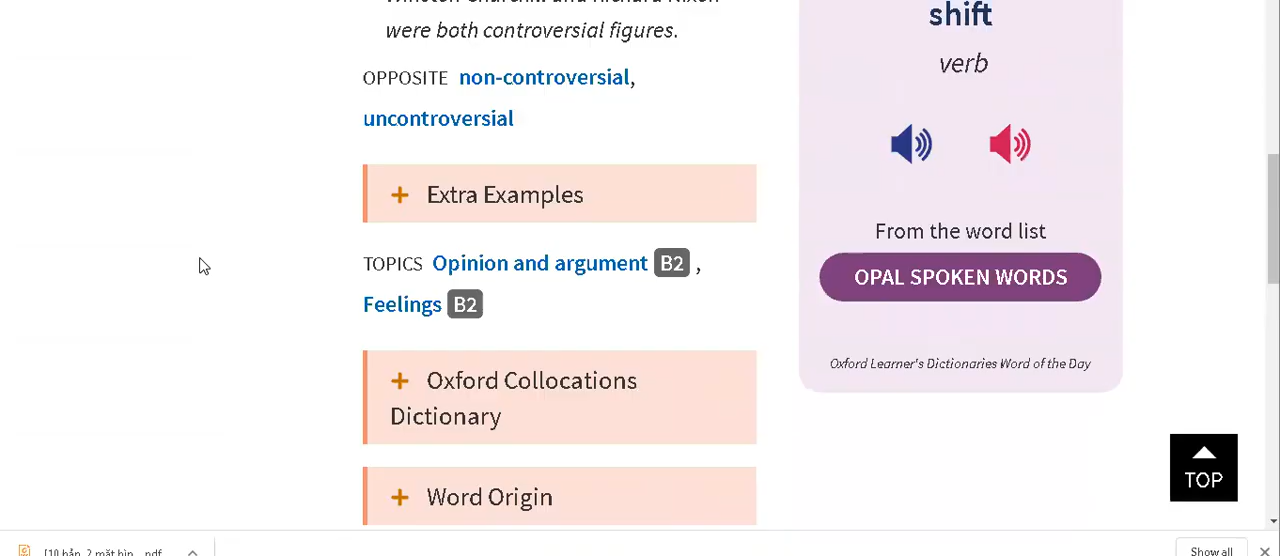 were both controversial figures.
OPPOSITE non-controversial,
uncontroversial
+ Extra Examples
TOPICS Opinion and argument B2 ,
Feelings B2
+ Oxford Collocations
Dictionary
+ Word Origin
shift
verb
From the word list
OPAL SPOKEN WORDS
Oxford Learner's Dictionaries Word of the Day
TOP
Show all